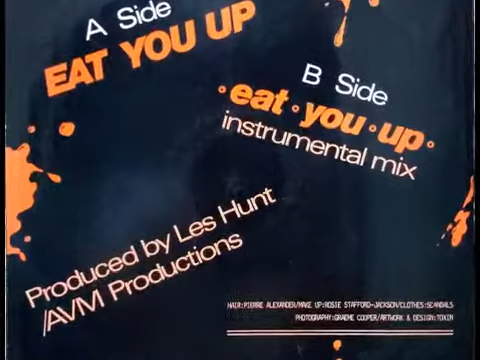 A Side
EAT YOU UP
B Side
•eat•you•up•
instrumental mix
Produced by Les Hunt
/AVM Productions
HAIR:PIERRE ALEXANDER/MAKE UP:ROSIE STAFFORD-JACKSON/CLOTHES:SCANDALS
PHOTOGRAPHY:GRAEME COOPER/ARTWORK & DESIGN:TOXIN